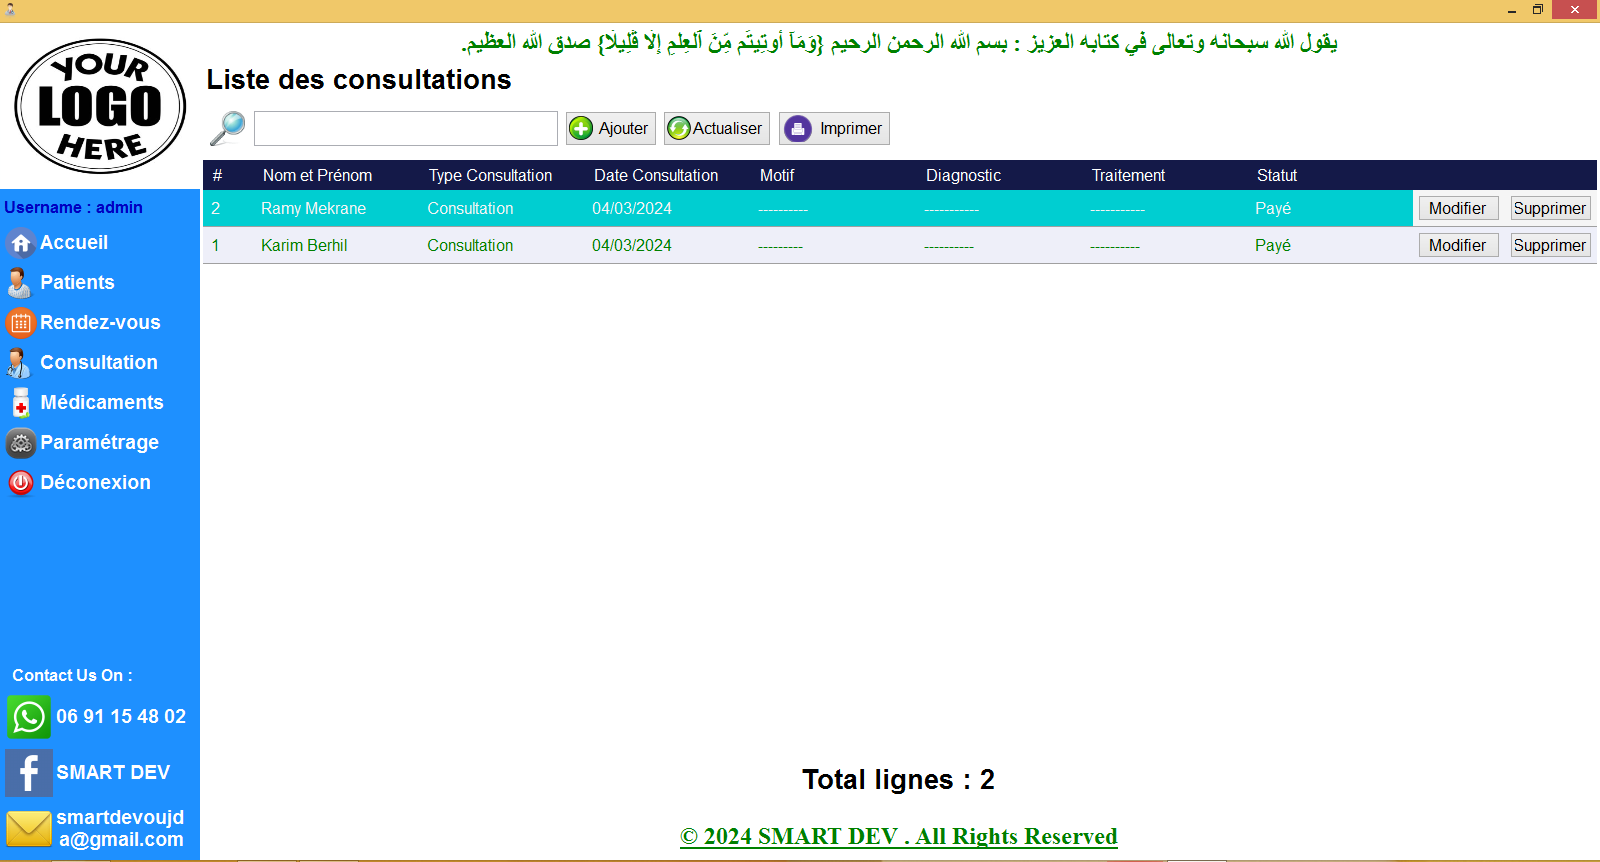 يقول الله سبحانه وتعالى في كتابه العزيز : بسم الله الرحمن الرحيم {وَمَآ أُوتِيتُم مِّنَ ٱلْعِلْمِ إِلَّا قَلِيلًا} صدق الله العظيم.
YOUR
LOGO
HERE
Liste des consultations
Ajouter
Actualiser
Imprimer
# Nom et Prénom Type Consultation Date Consultation Motif Diagnostic Traitement Statut
2 Ramy Mekrane Consultation 04/03/2024 ---------- ----------- ----------- Payé Modifier Supprimer
1 Karim Berhil Consultation 04/03/2024 --------- ---------- ---------- Payé Modifier Supprimer
Username : admin
Accueil
Patients
Rendez-vous
Consultation
Médicaments
Paramétrage
Déconexion
Contact Us On :
06 91 15 48 02
SMART DEV
smartdevoujd
a@gmail.com
Total lignes : 2
© 2024 SMART DEV . All Rights Reserved